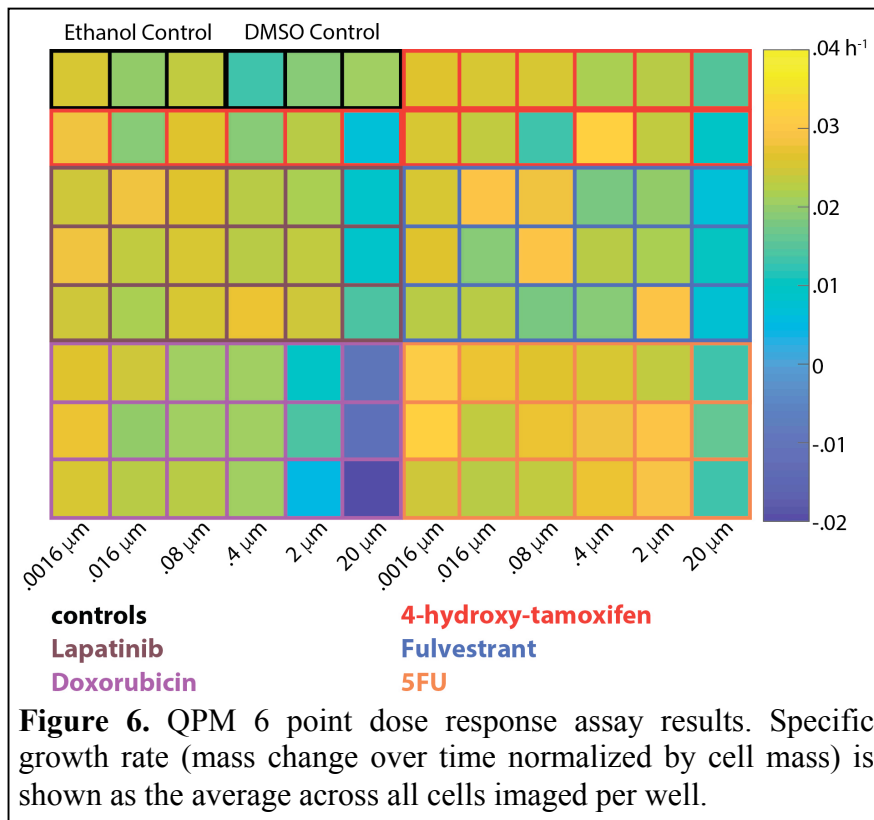 Ethanol Control DMSO Control
.04 h-1
.03
.02
.01
0
-.01
-.02
.0016 μm .016 μm .08 μm .4 μm 2 μm 20 μm .0016 μm .016 μm .08 μm .4 μm 2 μm 20 μm
controls 4-hydroxy-tamoxifen
Lapatinib Fulvestrant
Doxorubicin 5FU
Figure 6. QPM 6 point dose response assay results. Specific
growth rate (mass change over time normalized by cell mass) is
shown as the average across all cells imaged per well.